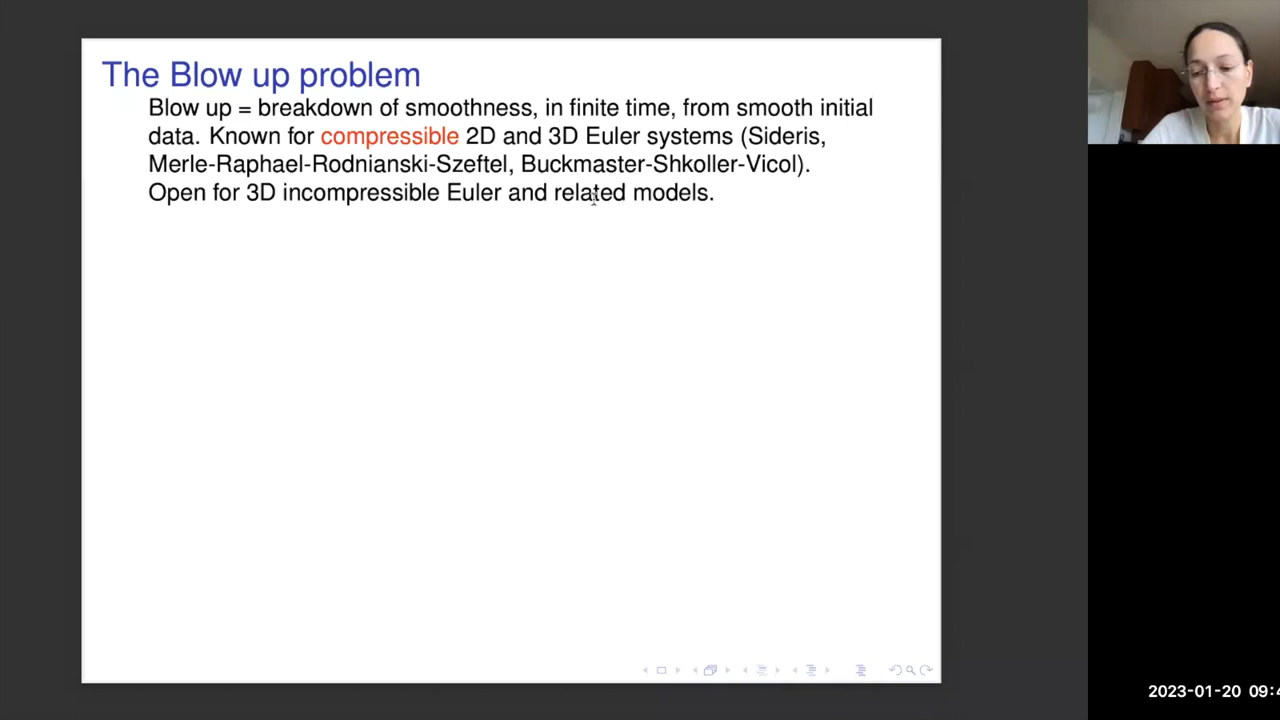 The Blow up problem
Blow up = breakdown of smoothness, in finite time, from smooth initial
data. Known for compressible 2D and 3D Euler systems (Sideris,
Merle-Raphael-Rodnianski-Szeftel, Buckmaster-Shkoller-Vicol).
Open for 3D incompressible Euler and related models.
2023-01-20 09:4